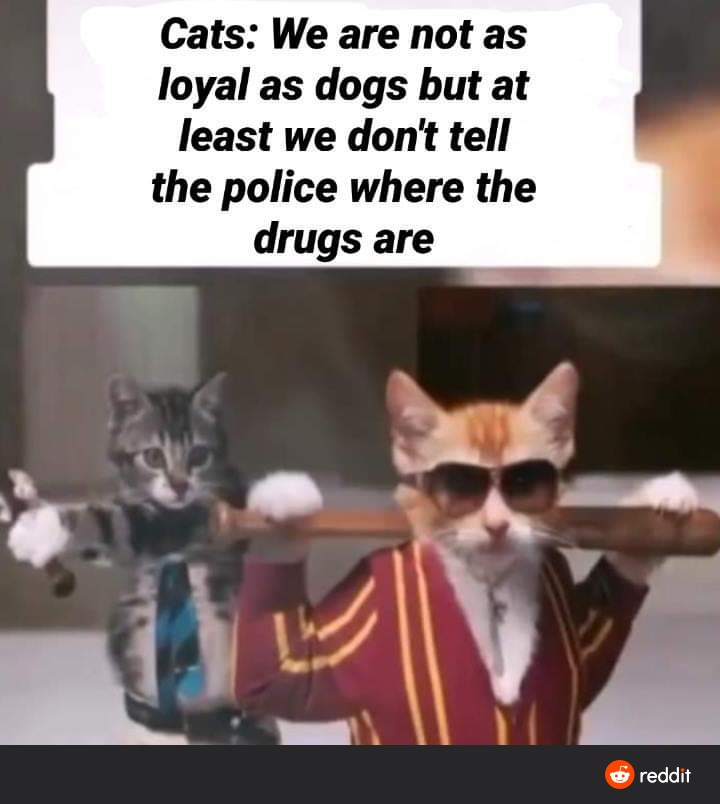 Cats: We are not as
loyal as dogs but at
least we don't tell
the police where the
drugs are
reddit